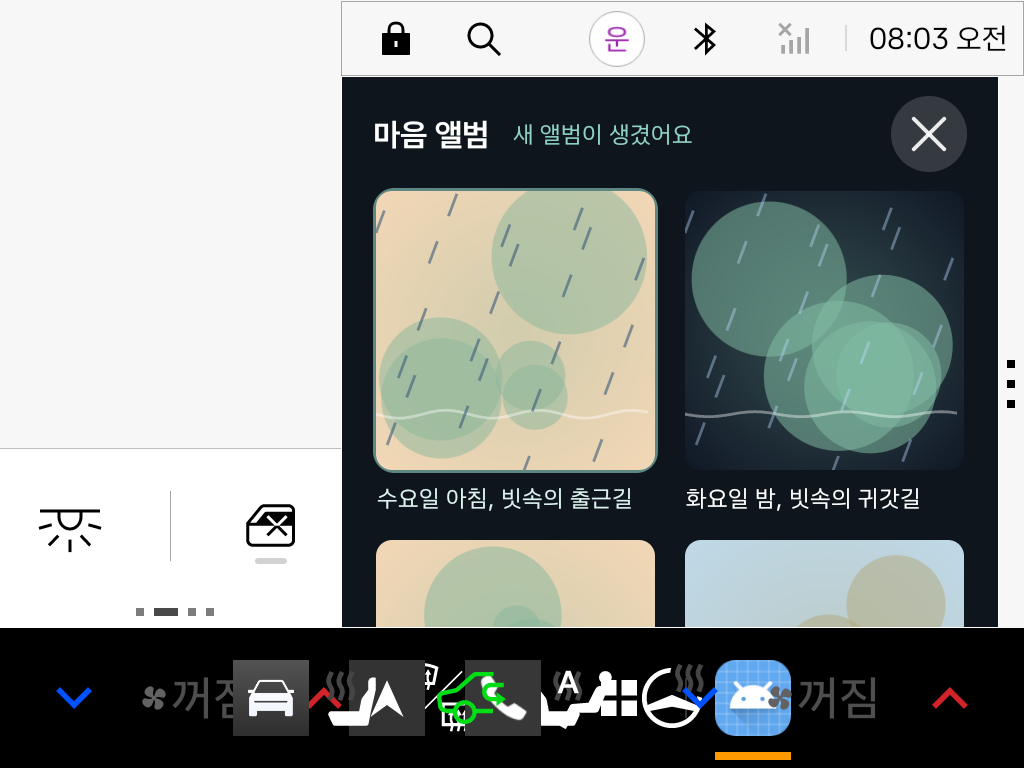 운
08:03 오전
마음 앨범 새 앨범이 생겼어요
수요일 아침, 빗속의 출근길
화요일 밤, 빗속의 귀갓길
A
꺼짐